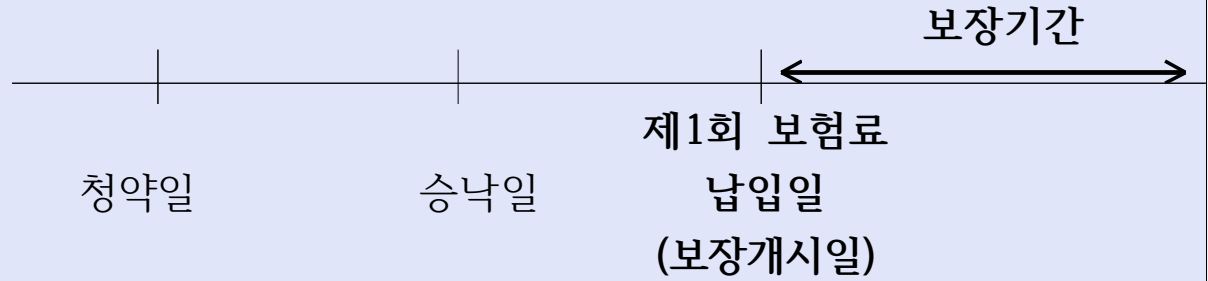 보장기간
청약일
승낙일
제1회 보험료
납입일
(보장개시일)